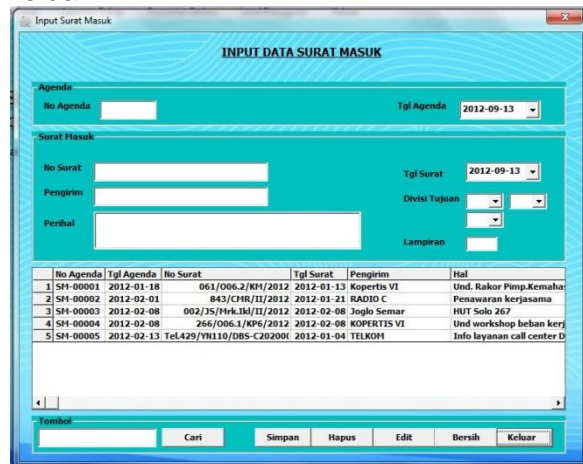 Input Surat Masuk
INPUT DATA SURAT MASUK
Agenda
No Agenda
Tgl Agenda 2012-09-13
Surat Masuk
No Surat
Tgl Surat 2012-09-13
Pengirim
Divisi Tujuan
Perihal
Lampiran
No Agenda Tgl Agenda No Surat Tgl Surat Pengirim Hal
1 SM-00001 2012-01-18 061/O06.2/KM/2012 2012-01-13 Kopertis VI Und. Rakor Pimp.Kemahas
2 SM-00002 2012-02-01 843/CMR/II/2012 2012-01-21 RADIO C Penawaran kerjasama
3 SM-00003 2012-02-08 002/JS/Mrk.Ikl/II/2012 2012-02-08 Joglo Semar HUT Solo 267
4 SM-00004 2012-02-08 266/O06.1/KP6/2012 2012-02-08 KOPERTIS VI Und workshop beban kerj
5 SM-00005 2012-02-13 Tel.429/YN110/DBS-C20200( 2012-01-04 TELKOM Info layanan call center D
Tombol
Cari Simpan Hapus Edit Bersih Keluar